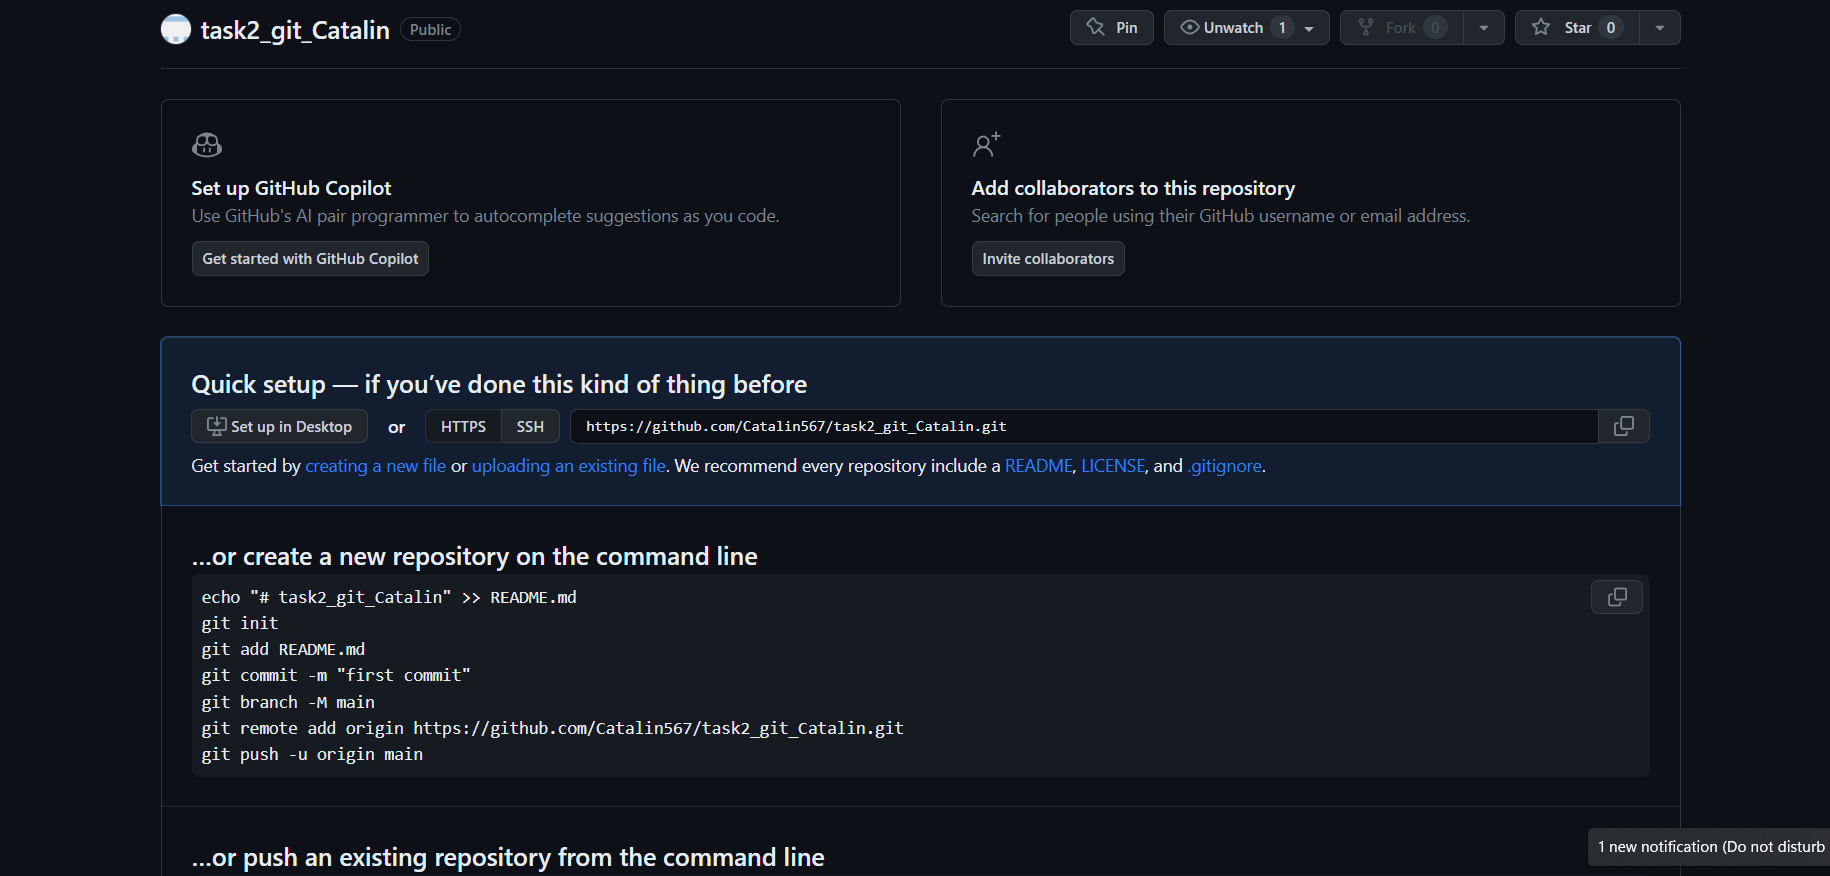 task2_git_Catalin Public
Pin
Unwatch 1
Fork 0
Star 0
Set up GitHub Copilot
Use GitHub's AI pair programmer to autocomplete suggestions as you code.
Get started with GitHub Copilot
Add collaborators to this repository
Search for people using their GitHub username or email address.
Invite collaborators
Quick setup — if you’ve done this kind of thing before
Set up in Desktop or HTTPS SSH https://github.com/Catalin567/task2_git_Catalin.git
Get started by creating a new file or uploading an existing file. We recommend every repository include a README, LICENSE, and .gitignore.
…or create a new repository on the command line
echo "# task2_git_Catalin" >> README.md
git init
git add README.md
git commit -m "first commit"
git branch -M main
git remote add origin https://github.com/Catalin567/task2_git_Catalin.git
git push -u origin main
…or push an existing repository from the command line
1 new notification (Do not disturb